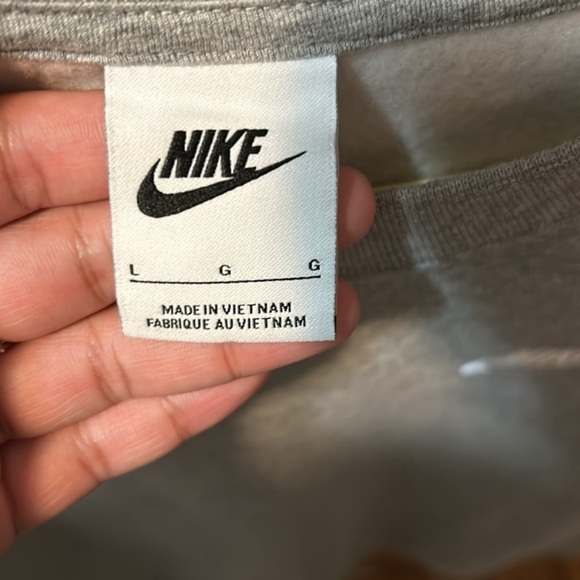 NIKE
L G G
MADE IN VIETNAM
FABRIQUE AU VIETNAM